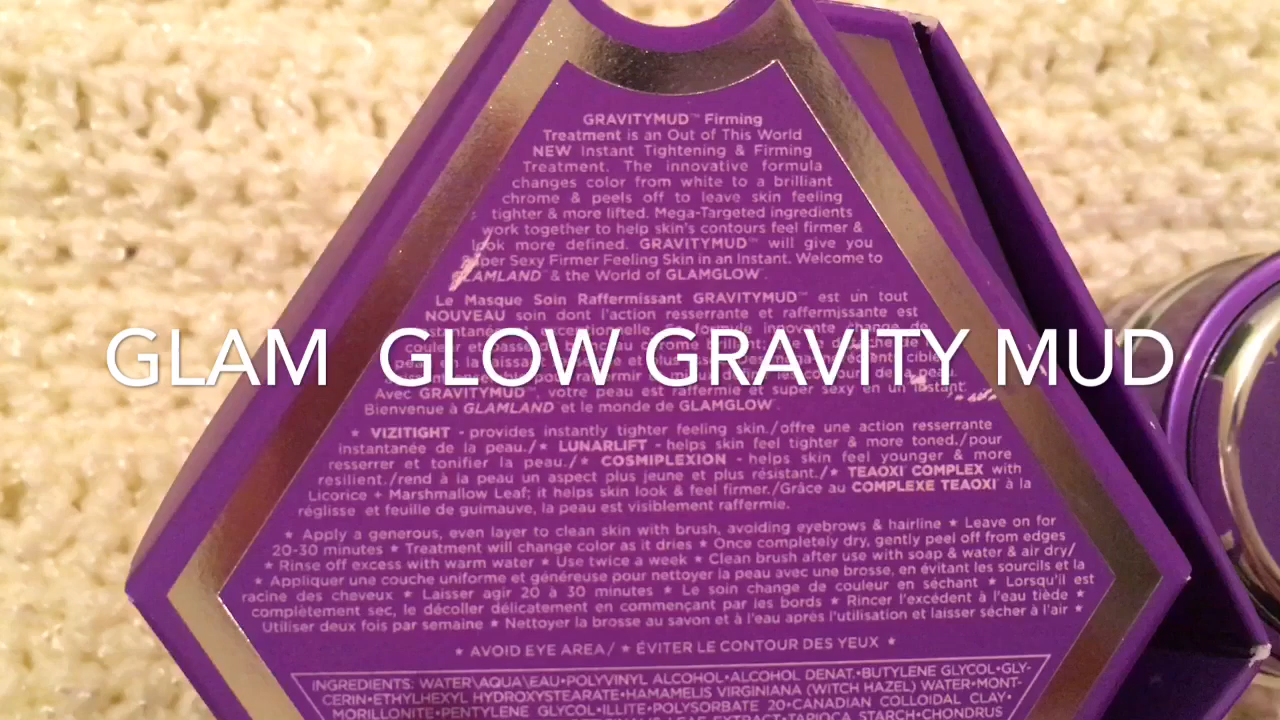 GRAVITYMUD™ Firming
Treatment is an Out of This World
NEW Instant Tightening & Firming
Treatment. The innovative formula
changes color from white to a brilliant
chrome & peels off to leave skin feeling
tighter & more lifted. Mega-Targeted ingredients
work together to help skin's contours feel firmer &
look more defined. GRAVITYMUD™ will give you
Super Sexy Firmer Feeling Skin in an Instant. Welcome to
GLAMLAND™ & the World of GLAMGLOW™.
Le Masque Soin Raffermissant GRAVITYMUD™ est un tout
NOUVEAU soin dont l'action resserrante et raffermissante est
formule innovante change de
GLAM GLOW GRAVITY MUD
Avec GRAVITYMUD™, votre peau est raffermie et super sexy en un instant.
Bienvenue à GLAMLAND et le monde de GLAMGLOW™.
★ VIZITIGHT - provides instantly tighter feeling skin./offre une action resserrante
instantanée de la peau./★ LUNARLIFT - helps skin feel tighter & more toned./pour
resserrer et tonifier la peau./★ COSMIPLEXION - helps skin feel younger & more
resilient./rend à la peau un aspect plus jeune et plus résistant./★ TEAOXI™ COMPLEX with
Licorice + Marshmallow Leaf; it helps skin look & feel firmer./Grâce au COMPLEXE TEAOXI™ à la
réglisse et feuille de guimauve, la peau est visiblement raffermie.
★ Apply a generous, even layer to clean skin with brush, avoiding eyebrows & hairline ★ Leave on for
20-30 minutes ★ Treatment will change color as it dries ★ Once completely dry, gently peel off from edges
★ Rinse off excess with warm water ★ Use twice a week ★ Clean brush after use with soap & water & air dry/
★ Appliquer une couche uniforme et généreuse pour nettoyer la peau avec une brosse, en évitant les sourcils et la
racine des cheveux ★ Laisser agir 20 à 30 minutes ★ Le soin change de couleur en séchant ★ Lorsqu'il est
complètement sec, le décoller délicatement en commençant par les bords ★ Rincer l'excédent à l'eau tiède ★
Utiliser deux fois par semaine ★ Nettoyer la brosse au savon et à l'eau après l'utilisation et laisser sécher à l'air ★
★ AVOID EYE AREA/ ★ ÉVITER LE CONTOUR DES YEUX ★
INGREDIENTS: WATER\AQUA\EAU•POLYVINYL ALCOHOL•ALCOHOL DENAT.•BUTYLENE GLYCOL•GLY-
CERIN•ETHYLHEXYL HYDROXYSTEARATE•HAMAMELIS VIRGINIANA (WITCH HAZEL) WATER•MONT-
MORILLONITE•PENTYLENE GLYCOL•ILLITE•POLYSORBATE 20•CANADIAN COLLOIDAL CLAY•
LEAF EXTRACT•TAPIOCA STARCH•CHONDRUS